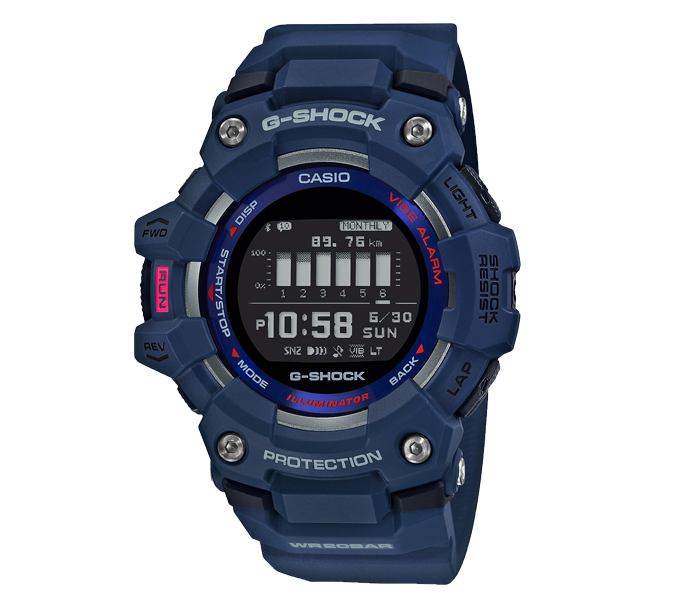 G-SHOCK
CASIO
DISP
VIBE ALARM
LIGHT
FWD
10 MONTHLY
89.76 km
100
0%
1 2 3 4 5 6
START/STOP
RUN
SHOCK RESIST
P 10:58 6/30
SUN
SNZ VIB LT
REV
G-SHOCK
MODE
BACK
LAP
ILLUMINATOR
PROTECTION
WR20BAR